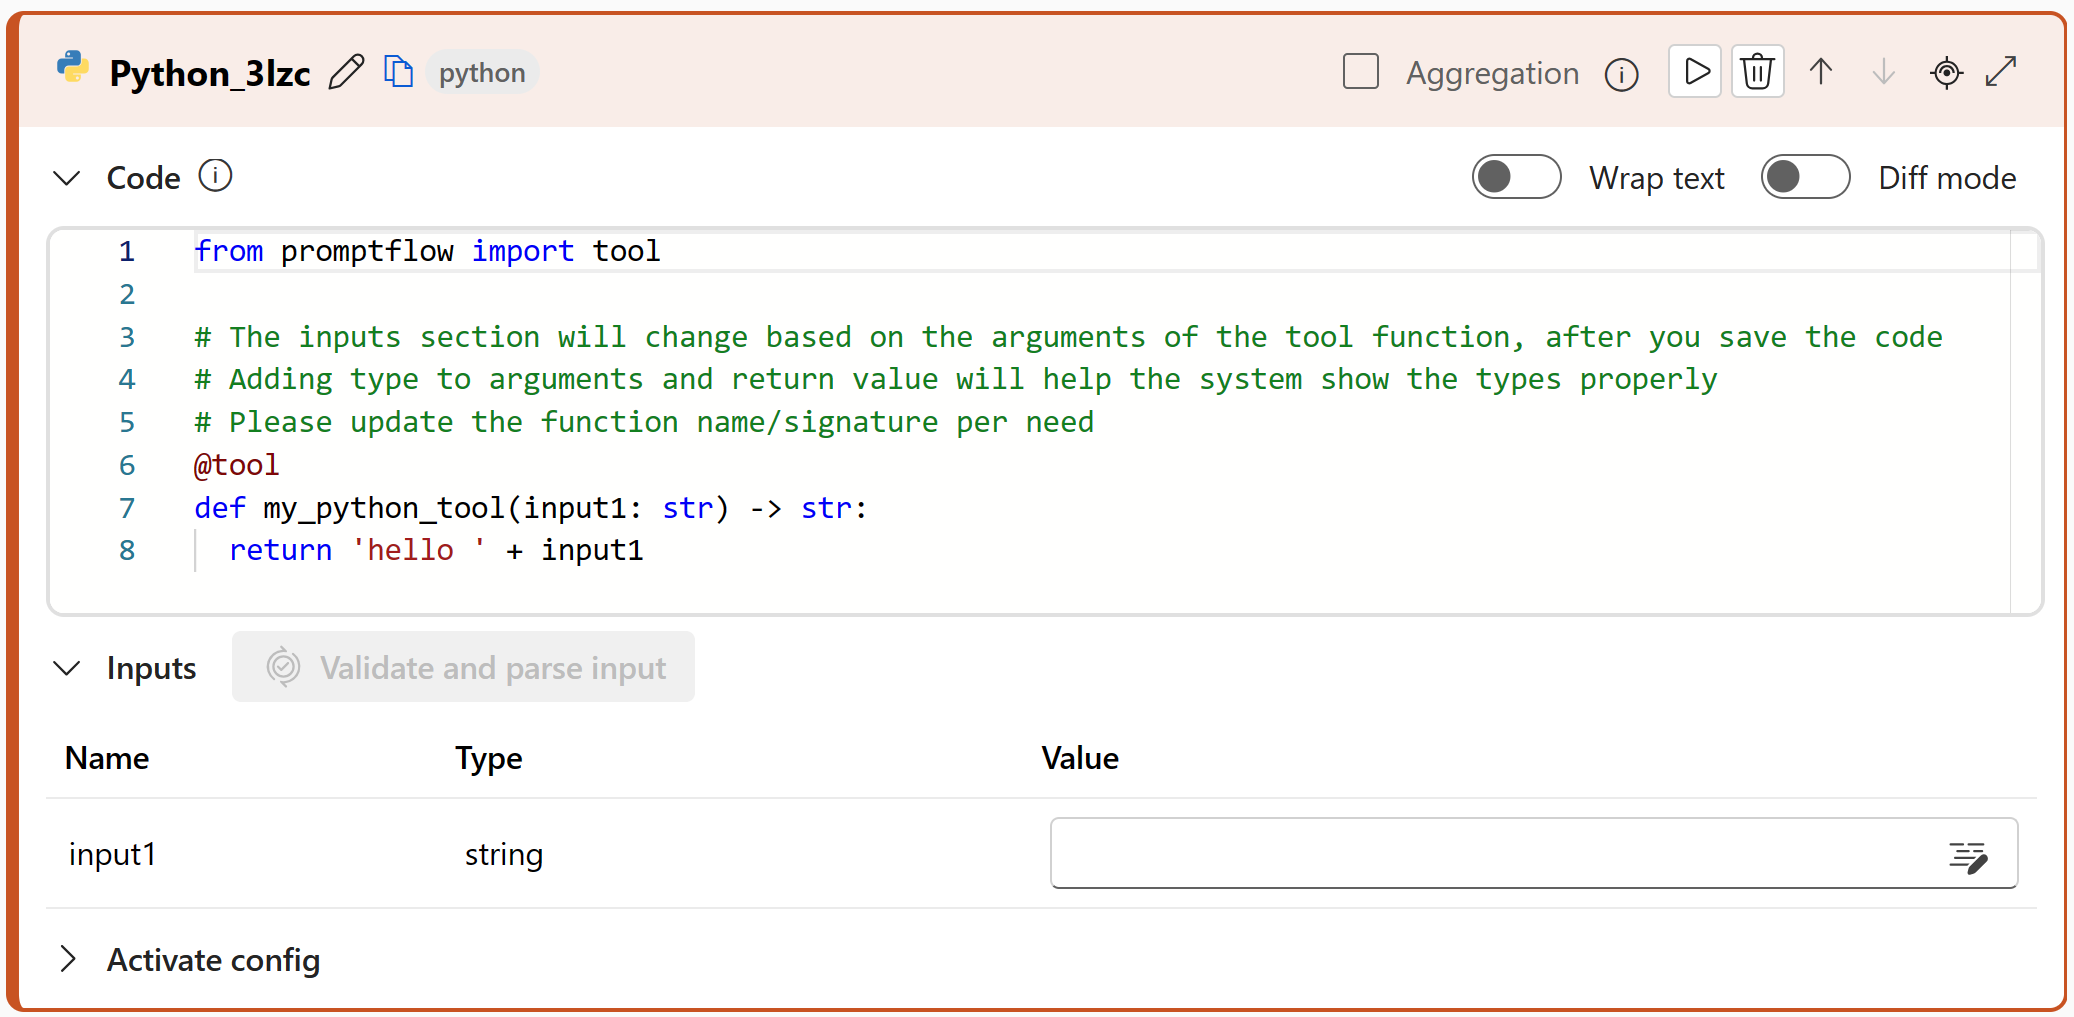 Python_3lzc python Aggregation
Code Wrap text Diff mode
1 from promptflow import tool
2
3 # The inputs section will change based on the arguments of the tool function, after you save the code
4 # Adding type to arguments and return value will help the system show the types properly
5 # Please update the function name/signature per need
6 @tool
7 def my_python_tool(input1: str) -> str:
8   return 'hello ' + input1
Inputs Validate and parse input
Name Type Value
input1 string
Activate config